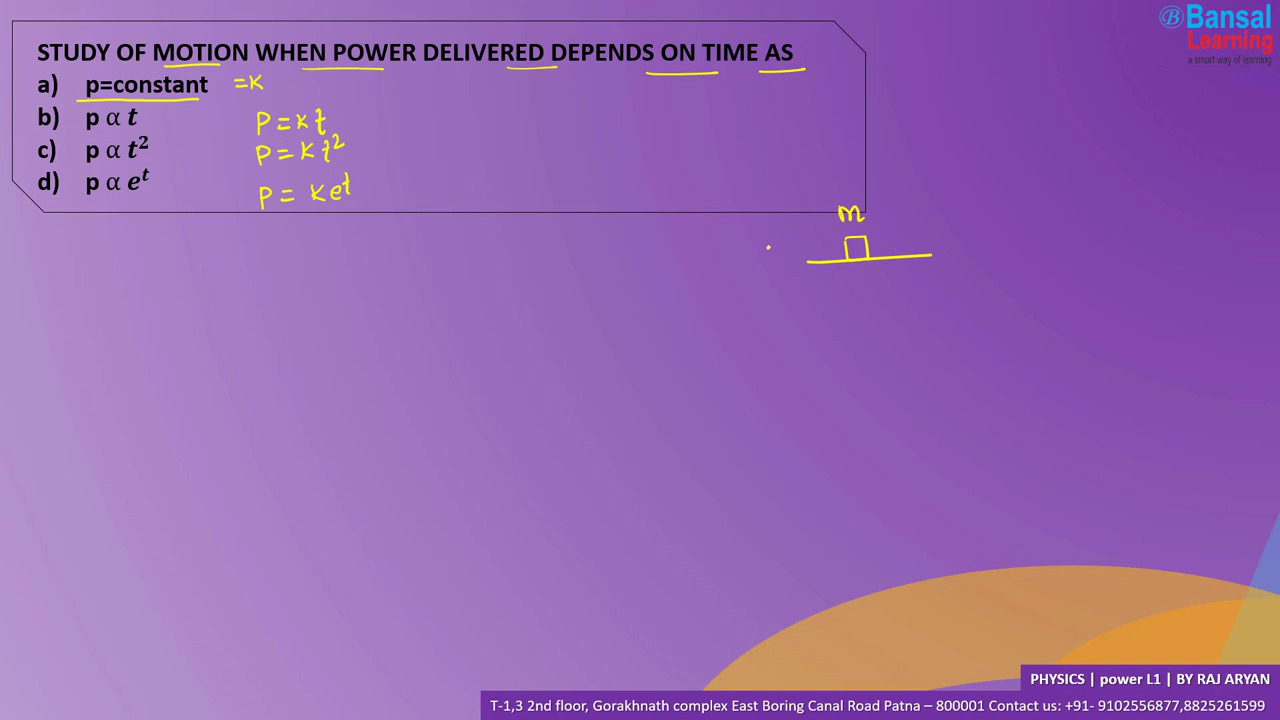 Bansal
Learning
a smart way of learning
STUDY OF MOTION WHEN POWER DELIVERED DEPENDS ON TIME AS
a) p=constant =K
b) p α t P = K t
c) p α t² P = K t²
d) p α eᵗ P = K eᵗ
m
PHYSICS | power L1 | BY RAJ ARYAN
T-1,3 2nd floor, Gorakhnath complex East Boring Canal Road Patna – 800001 Contact us: +91- 9102556877,8825261599